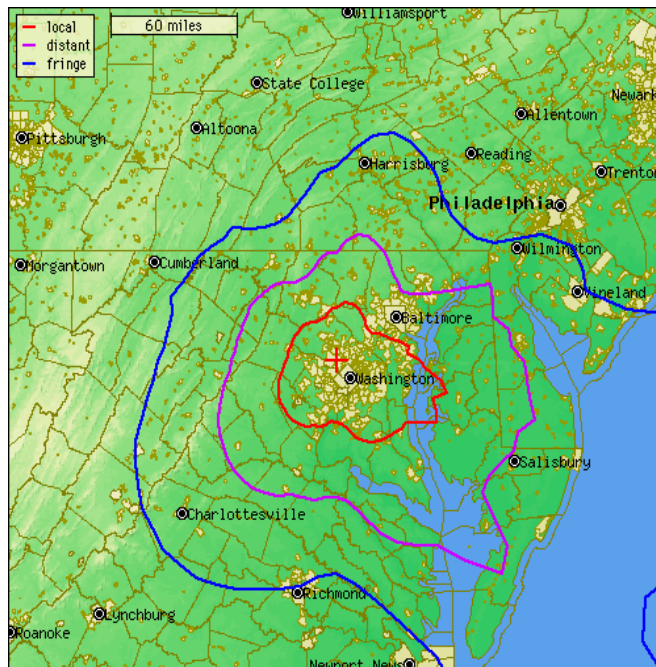 Williamsport
local
distant
fringe
60 miles
State College
Newark
Allentown
Pittsburgh
Altoona
Harrisburg
Reading
Trento
Philadelphia
Morgantown
Cumberland
Wilmington
Vineland
Baltimore
Washington
Salisbury
Charlottesville
Richmond
Lynchburg
Roanoke
Newport News